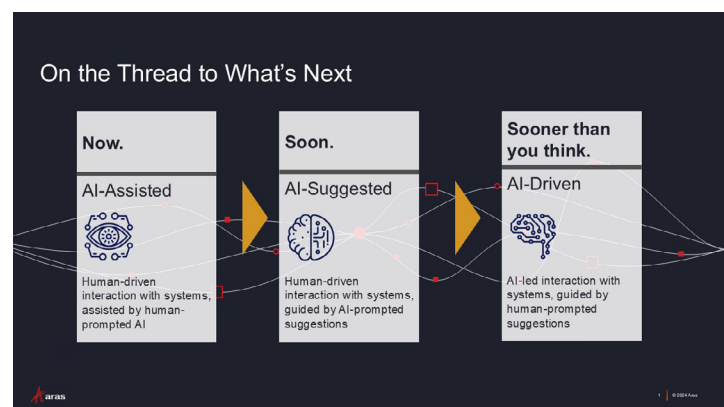 On the Thread to What's Next
Now.
AI-Assisted
Human-driven
interaction with systems,
assisted by human-
prompted AI
Soon.
AI-Suggested
Human-driven
interaction with systems,
guided by AI-prompted
suggestions
Sooner than
you think.
AI-Driven
AI-led interaction with
systems, guided by
human-prompted
suggestions
aras
1
© 2024 Aras